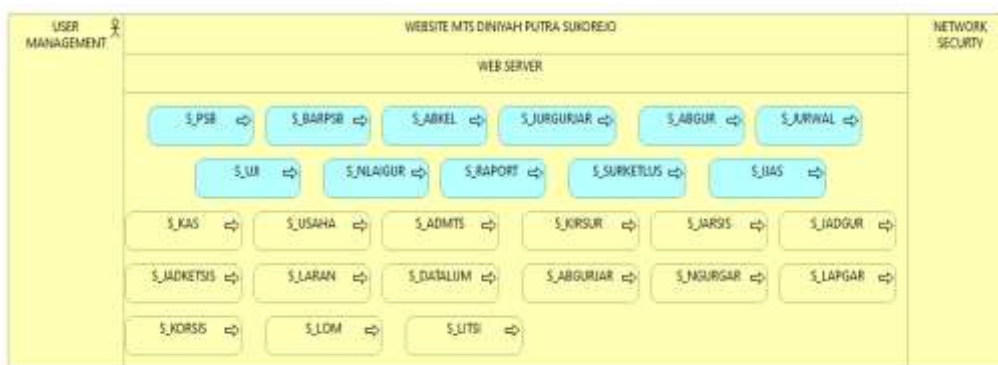 USER
MANAGEMENT
WEBSITE MTS DINIYAH PUTRA SUKOREJO
NETWORK
SECURTY
WEB SERVER
S_PSB
S_BARPSB
S_ABKEL
S_JURGURJAR
S_ABGUR
S_JURWAL
S_UJI
S_NLAIGUR
S_RAPORT
S_SURKETLUS
S_IJAS
S_KAS
S_USAHA
S_ADMTS
S_KIRSUR
S_JARSIS
S_JADGUR
S_JADKETSIS
S_LARAN
S_DATALUM
S_ABGURJAR
S_NGURGAR
S_LAPGAR
S_KORSIS
S_LOM
S_LITSI